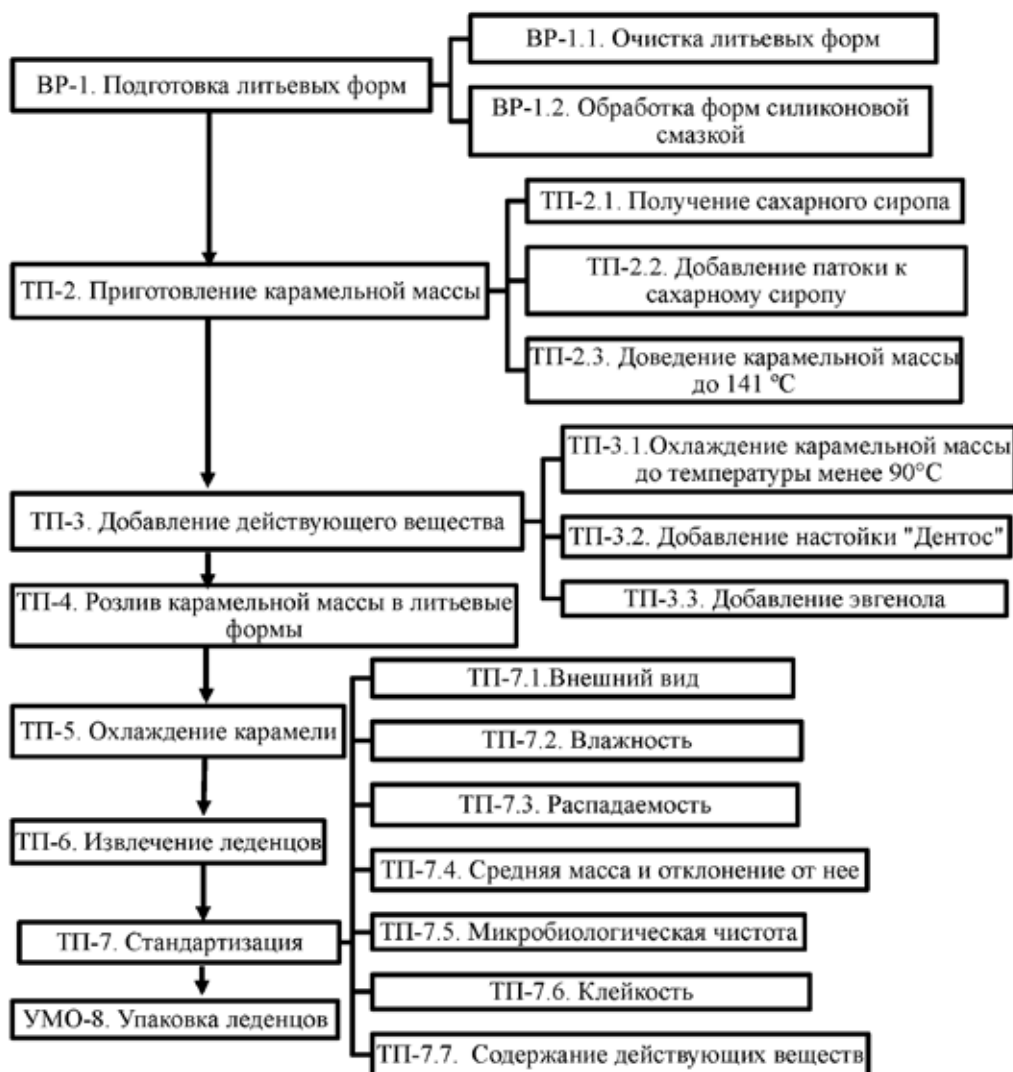 ВР-1. Подготовка литьевых форм
ВР-1.1. Очистка литьевых форм
ВР-1.2. Обработка форм силиконовой
смазкой
ТП-2. Приготовление карамельной массы
ТП-2.1. Получение сахарного сиропа
ТП-2.2. Добавление патоки к
сахарному сиропу
ТП-2.3. Доведение карамельной массы
до 141 ℃
ТП-3. Добавление действующего вещества
ТП-3.1.Охлаждение карамельной массы
до температуры менее 90°С
ТП-3.2. Добавление настойки "Дентос"
ТП-3.3. Добавление эвгенола
ТП-4. Розлив карамельной массы в литьевые
формы
ТП-5. Охлаждение карамели
ТП-6. Извлечение леденцов
ТП-7. Стандартизация
ТП-7.1.Внешний вид
ТП-7.2. Влажность
ТП-7.3. Распадаемость
ТП-7.4. Средняя масса и отклонение от нее
ТП-7.5. Микробиологическая чистота
ТП-7.6. Клейкость
ТП-7.7. Содержание действующих веществ
УМО-8. Упаковка леденцов